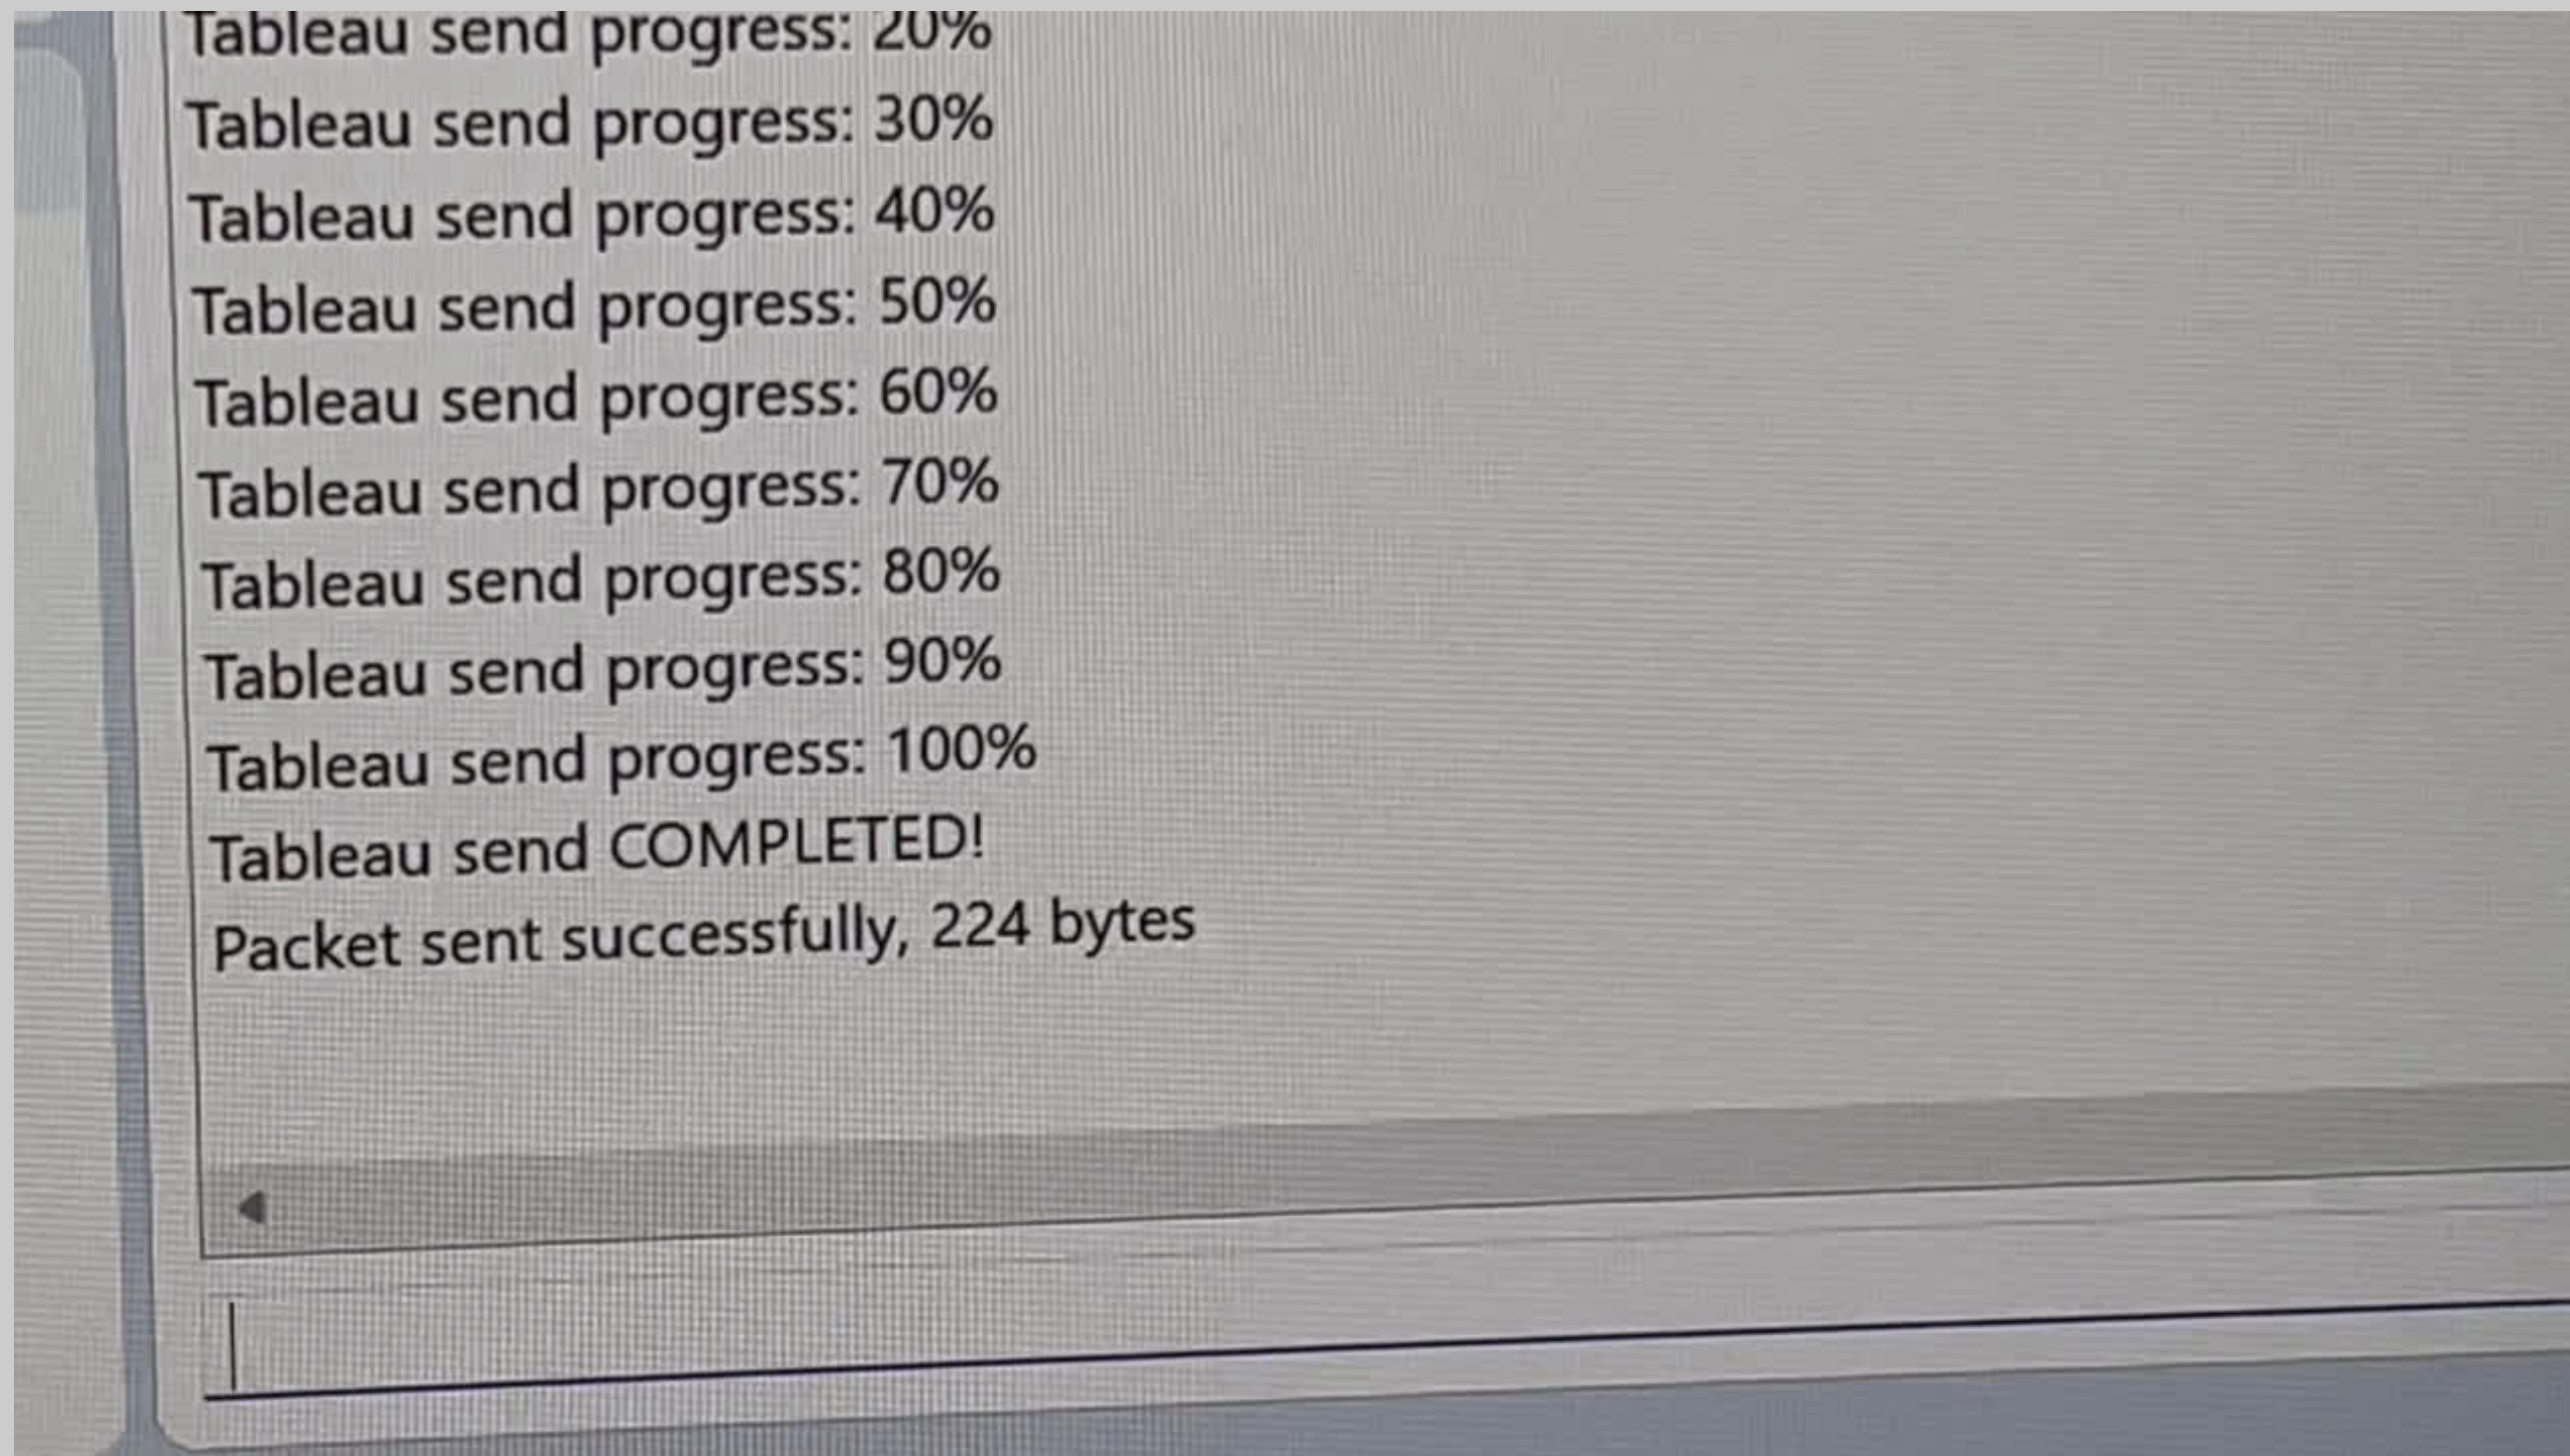 Tableau send progress: 20%
Tableau send progress: 30%
Tableau send progress: 40%
Tableau send progress: 50%
Tableau send progress: 60%
Tableau send progress: 70%
Tableau send progress: 80%
Tableau send progress: 90%
Tableau send progress: 100%
Tableau send COMPLETED!
Packet sent successfully, 224 bytes